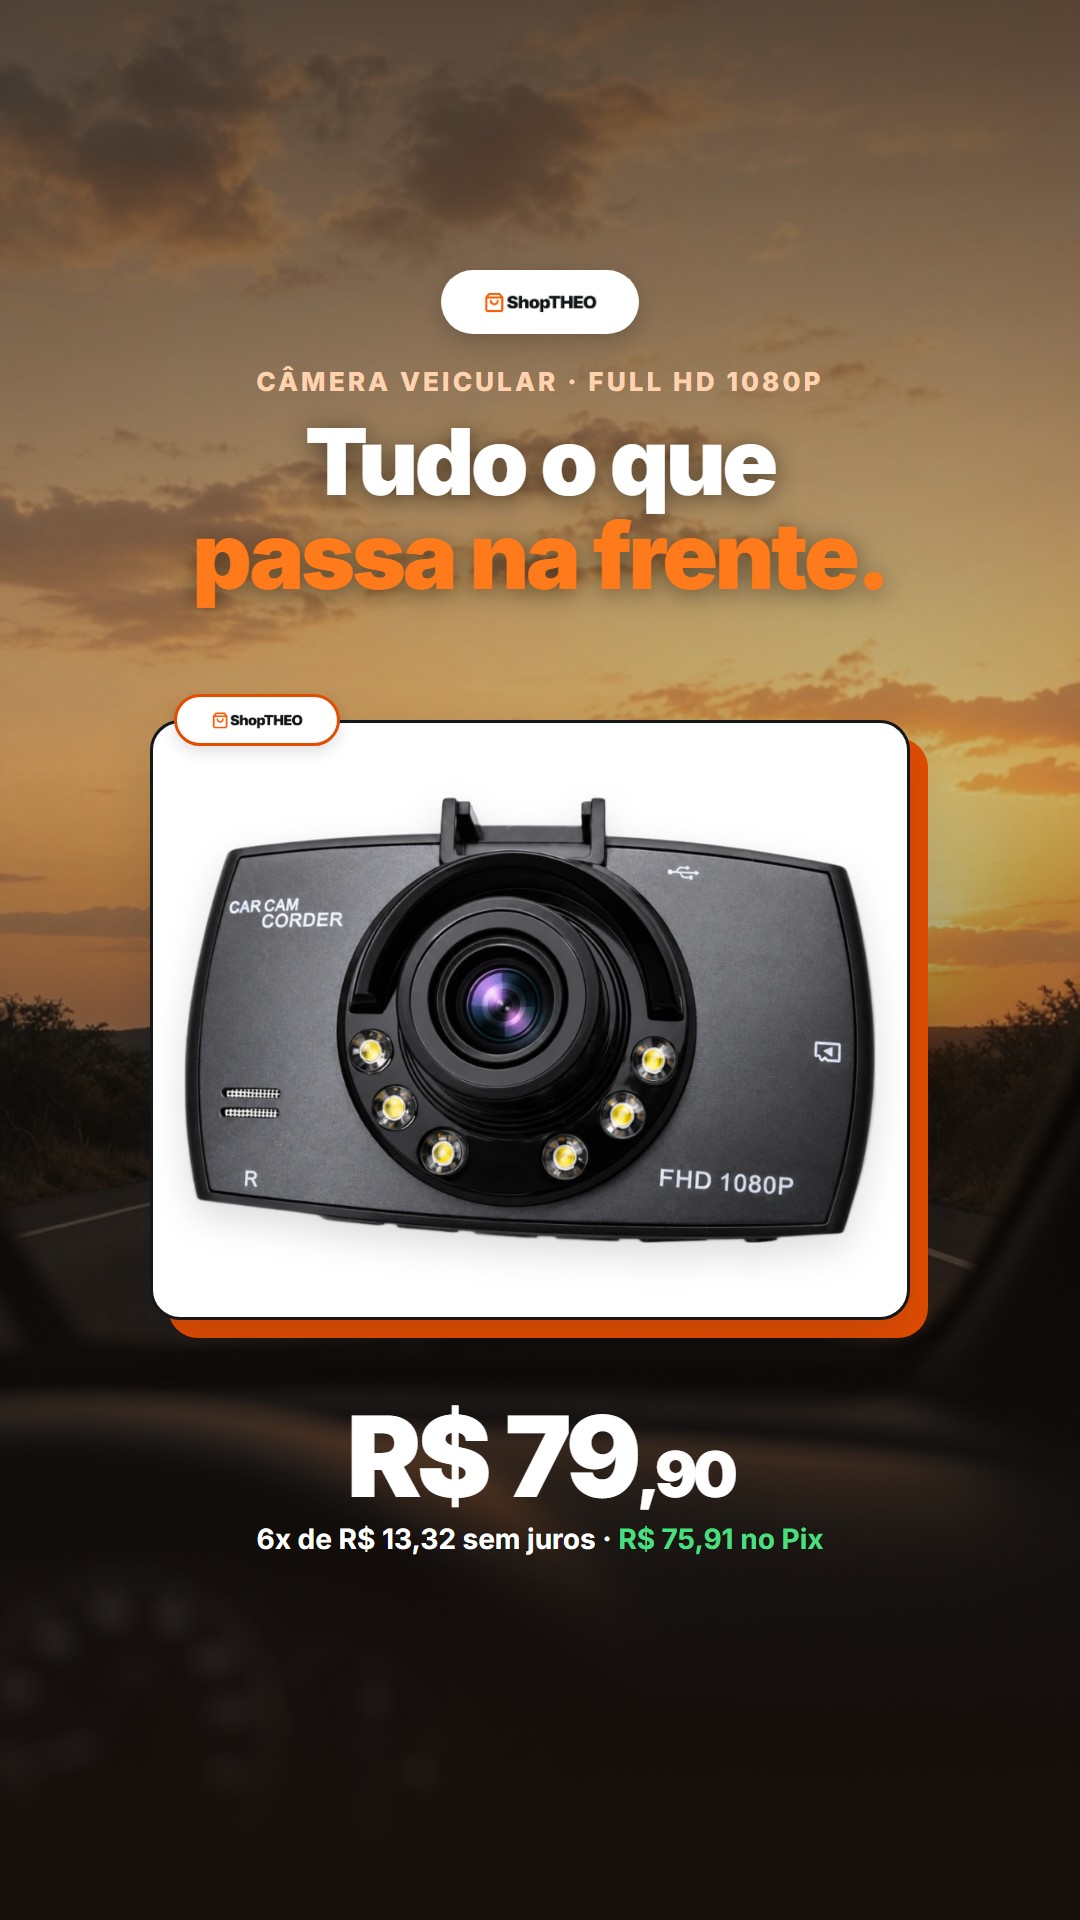 ShopTHEO
CÂMERA VEICULAR · FULL HD 1080P
Tudo o que
passa na frente.
ShopTHEO
CAR CAM
CORDER
R
FHD 1080P
R$ 79,90
6x de R$ 13,32 sem juros · R$ 75,91 no Pix